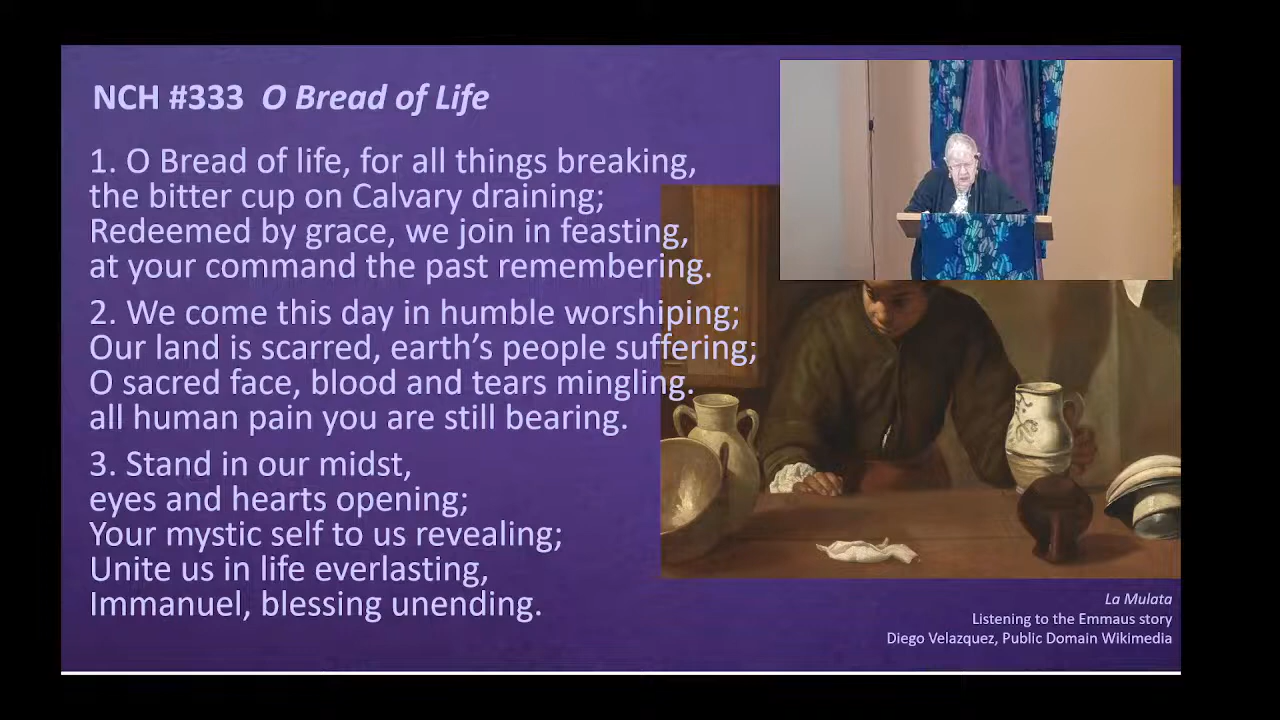 NCH #333 O Bread of Life
1. O Bread of life, for all things breaking,
the bitter cup on Calvary draining;
Redeemed by grace, we join in feasting,
at your command the past remembering.
2. We come this day in humble worshiping;
Our land is scarred, earth's people suffering;
O sacred face, blood and tears mingling.
all human pain you are still bearing.
3. Stand in our midst,
eyes and hearts opening;
Your mystic self to us revealing;
Unite us in life everlasting,
Immanuel, blessing unending.
La Mulata
Listening to the Emmaus story
Diego Velazquez, Public Domain Wikimedia